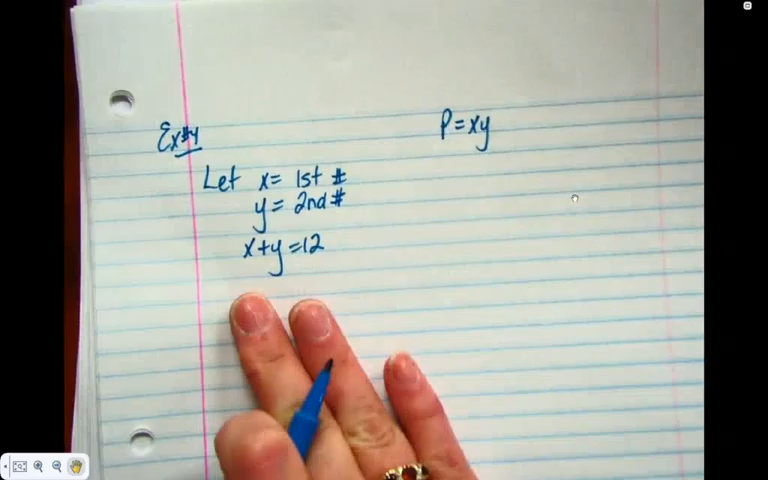 Ex#4
P=xy
Let x= 1st #
y= 2nd #
x+y=12